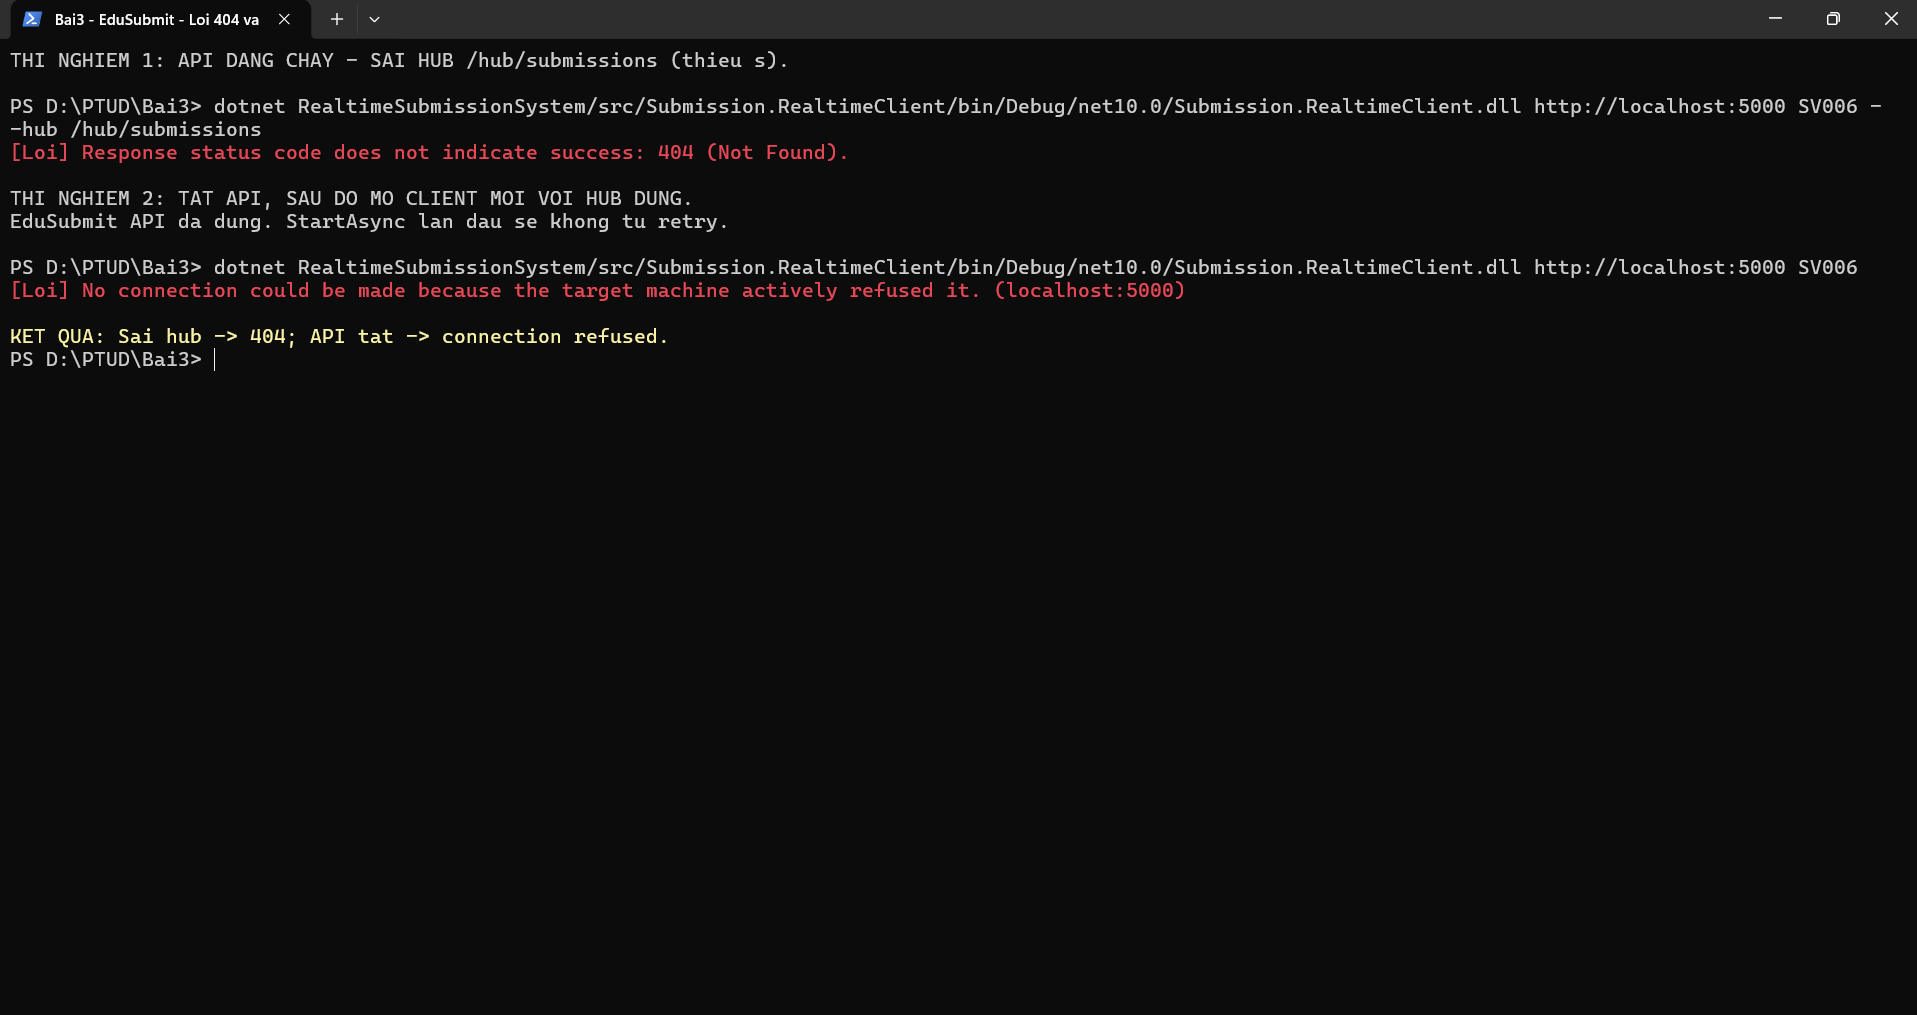 Bai3 - EduSubmit - Loi 404 va
THI NGHIEM 1: API DANG CHAY - SAI HUB /hub/submissions (thieu s).
PS D:\PTUD\Bai3> dotnet RealtimeSubmissionSystem/src/Submission.RealtimeClient/bin/Debug/net10.0/Submission.RealtimeClient.dll http://localhost:5000 SV006 -
-hub /hub/submissions
[Loi] Response status code does not indicate success: 404 (Not Found).
THI NGHIEM 2: TAT API, SAU DO MO CLIENT MOI VOI HUB DUNG.
EduSubmit API da dung. StartAsync lan dau se khong tu retry.
PS D:\PTUD\Bai3> dotnet RealtimeSubmissionSystem/src/Submission.RealtimeClient/bin/Debug/net10.0/Submission.RealtimeClient.dll http://localhost:5000 SV006
[Loi] No connection could be made because the target machine actively refused it. (localhost:5000)
KET QUA: Sai hub -> 404; API tat -> connection refused.
PS D:\PTUD\Bai3>